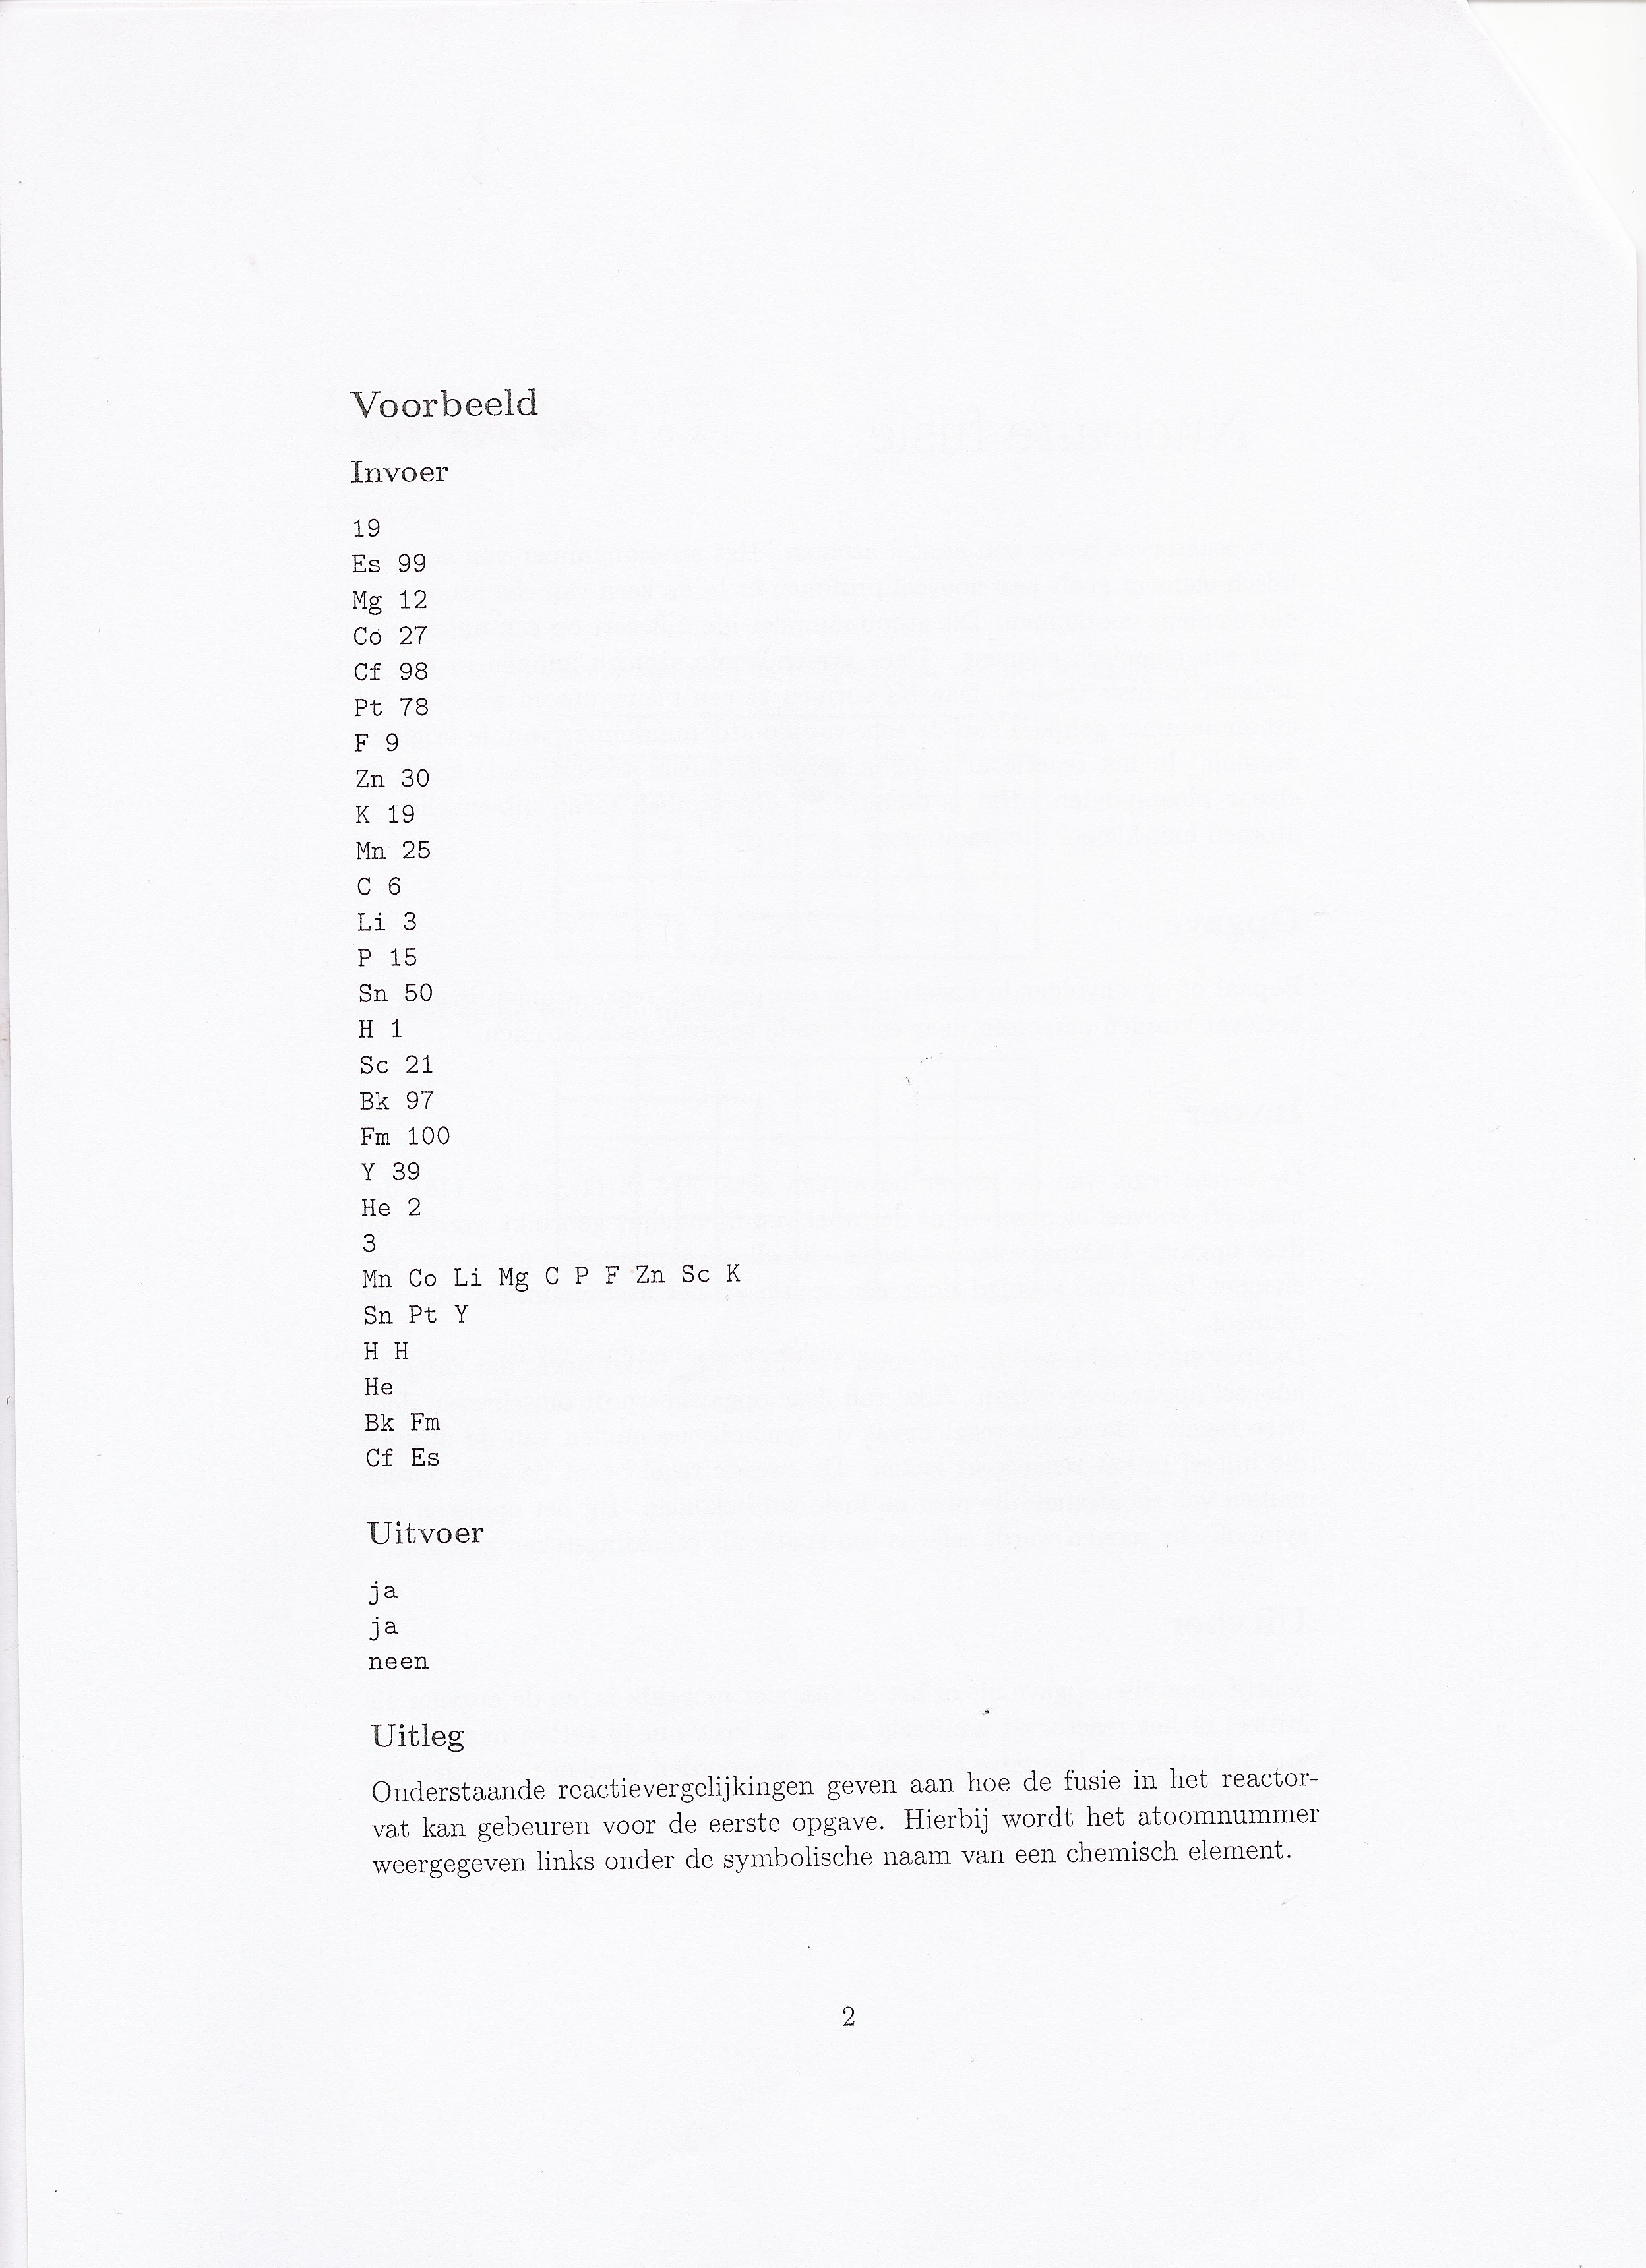 Voorbeeld
Invoer
19
Es 99
Mg 12
Co 27
Cf 98
Pt 78
F 9
Zn 30
K 19
Mn 25
C 6
Li 3
P 15
Sn 50
H 1
Sc 21
Bk 97
Fm 100
Y 39
He 2
3
Mn Co Li Mg C P F Zn Sc K
Sn Pt Y
H H
He
Bk Fm
Cf Es
Uitvoer
ja
ja
neen
Uitleg
Onderstaande reactievergelijkingen geven aan hoe de fusie in het reactor-
vat kan gebeuren voor de eerste opgave. Hierbij wordt het atoomnummer
weergegeven links onder de symbolische naam van een chemisch element.
2